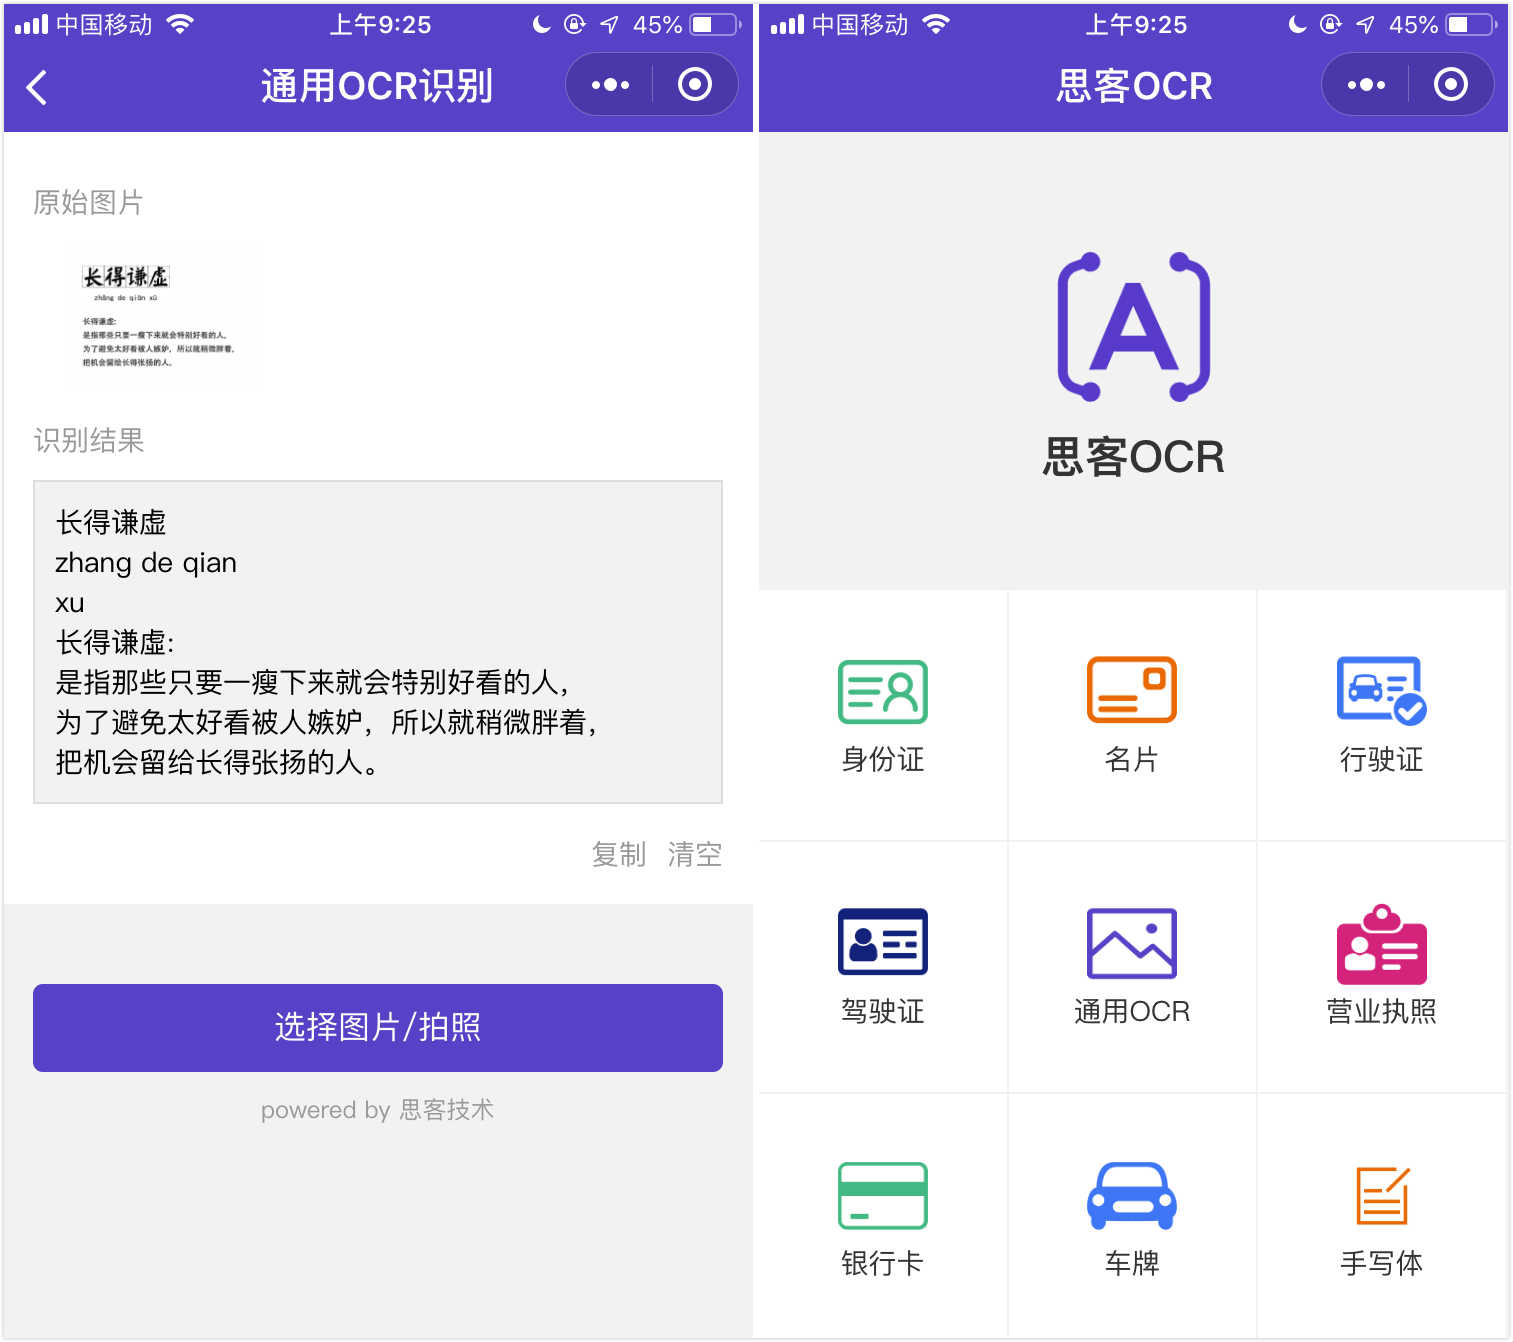 中国移动 上午9:25 45%
通用OCR识别
原始图片
长得谦虚
zhǎng de qiān xū
长得谦虚:
是指那些只要一瘦下来就会特别好看的人,
为了避免太好看被人嫉妒, 所以就稍微胖着,
把机会留给长得张扬的人。
识别结果
长得谦虚
zhang de qian
xu
长得谦虚:
是指那些只要一瘦下来就会特别好看的人,
为了避免太好看被人嫉妒, 所以就稍微胖着,
把机会留给长得张扬的人。
复制 清空
选择图片/拍照
powered by 思客技术
中国移动 上午9:25 45%
思客OCR
A
思客OCR
身份证 名片 行驶证
驾驶证 通用OCR 营业执照
银行卡 车牌 手写体